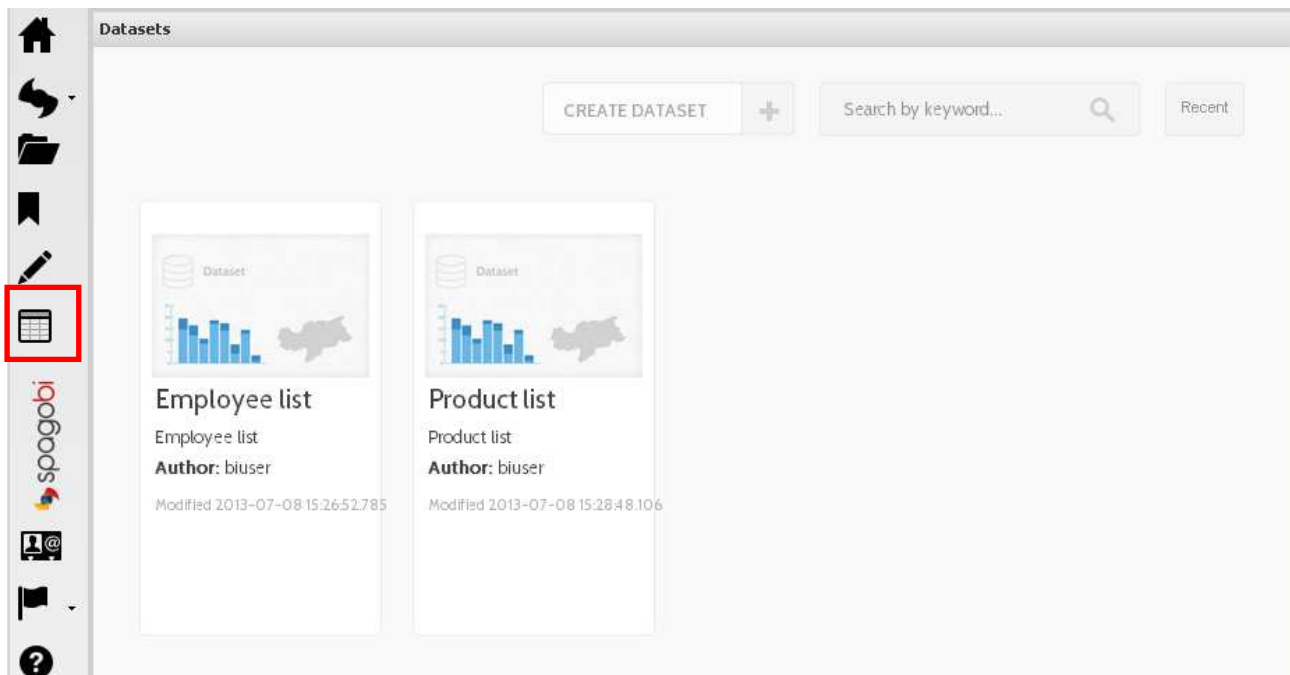 Datasets
CREATE DATASET
Search by keyword...
Recent
Dataset
Dataset
Employee list
Employee list
Author: biuser
Modified 2013-07-08 15:26:52.785
Product list
Product list
Author: biuser
Modified 2013-07-08 15:28:48.106
spagobi